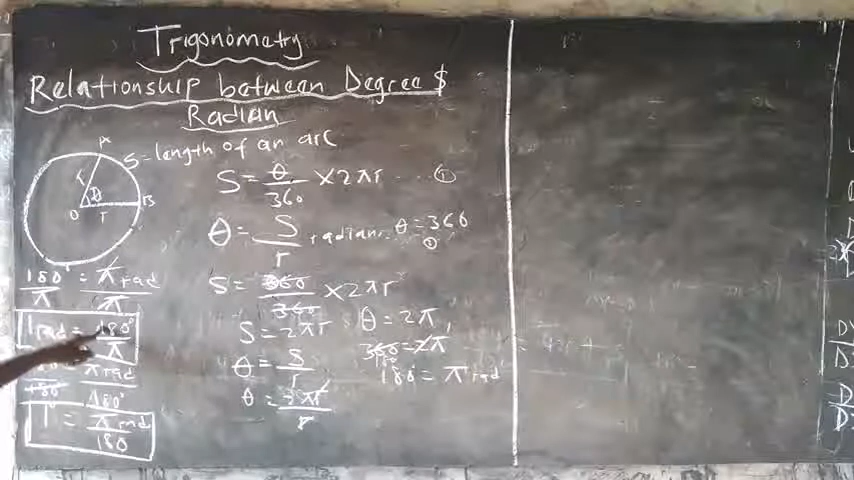 Trigonometry
Relationship between Degree $
Radian
A
S - length of an arc
r
θ
O r B
S = θ/360 × 2πr ①
θ = S/r radian. θ = 360
①
180° = π rad
π π
S = 360/360 × 2πr
1 rad = 180°/π
S = 2πr θ = 2π
θ = S/r 360 = 2π
180
180 = π rad
π rad
180 180°
θ = 2πr/r
1° = π rad/180